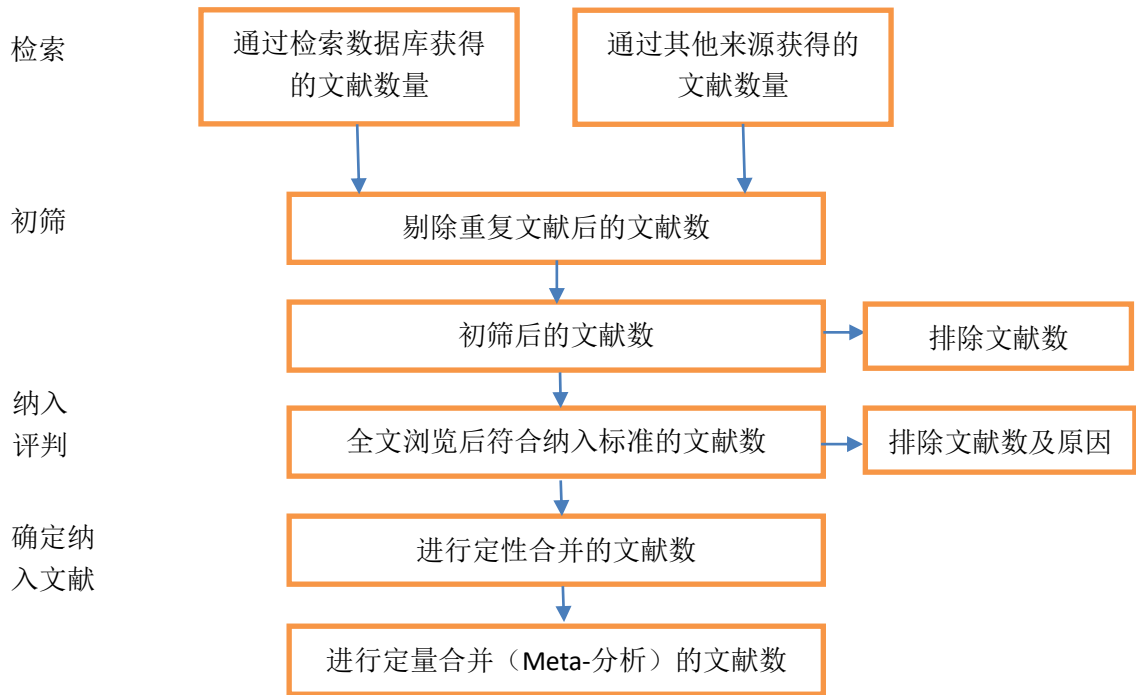 检索
通过检索数据库获得
的文献数量
通过其他来源获得的
文献数量
初筛
剔除重复文献后的文献数
初筛后的文献数
排除文献数
纳入
评判
全文浏览后符合纳入标准的文献数
排除文献数及原因
确定纳
入文献
进行定性合并的文献数
进行定量合并（Meta-分析）的文献数